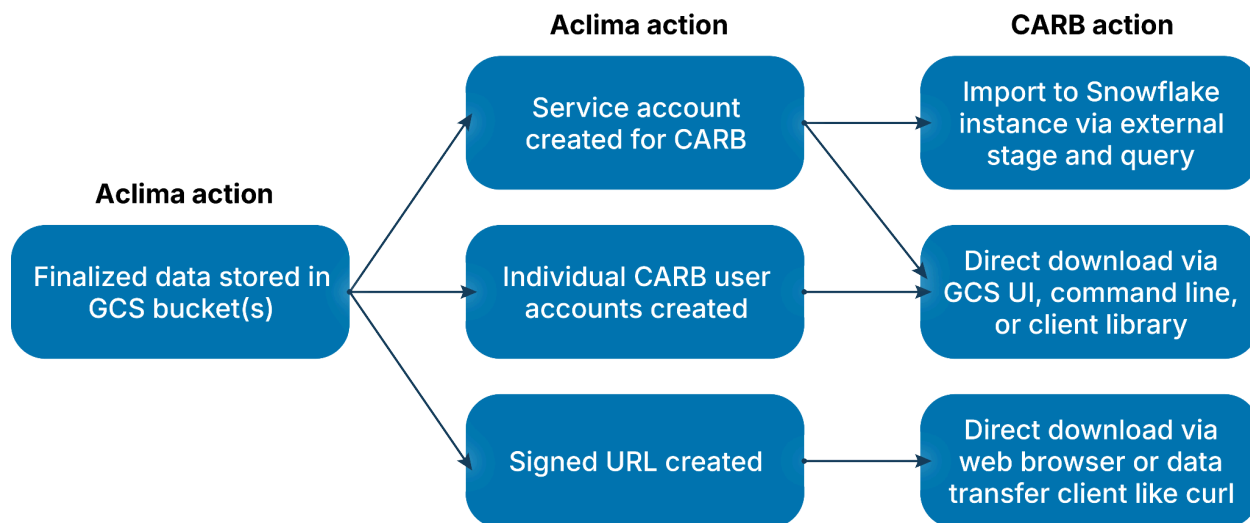 Aclima action
Finalized data stored in
GCS bucket(s)
Aclima action
Service account
created for CARB
Individual CARB user
accounts created
Signed URL created
CARB action
Import to Snowflake
instance via external
stage and query
Direct download via
GCS UI, command line,
or client library
Direct download via
web browser or data
transfer client like curl